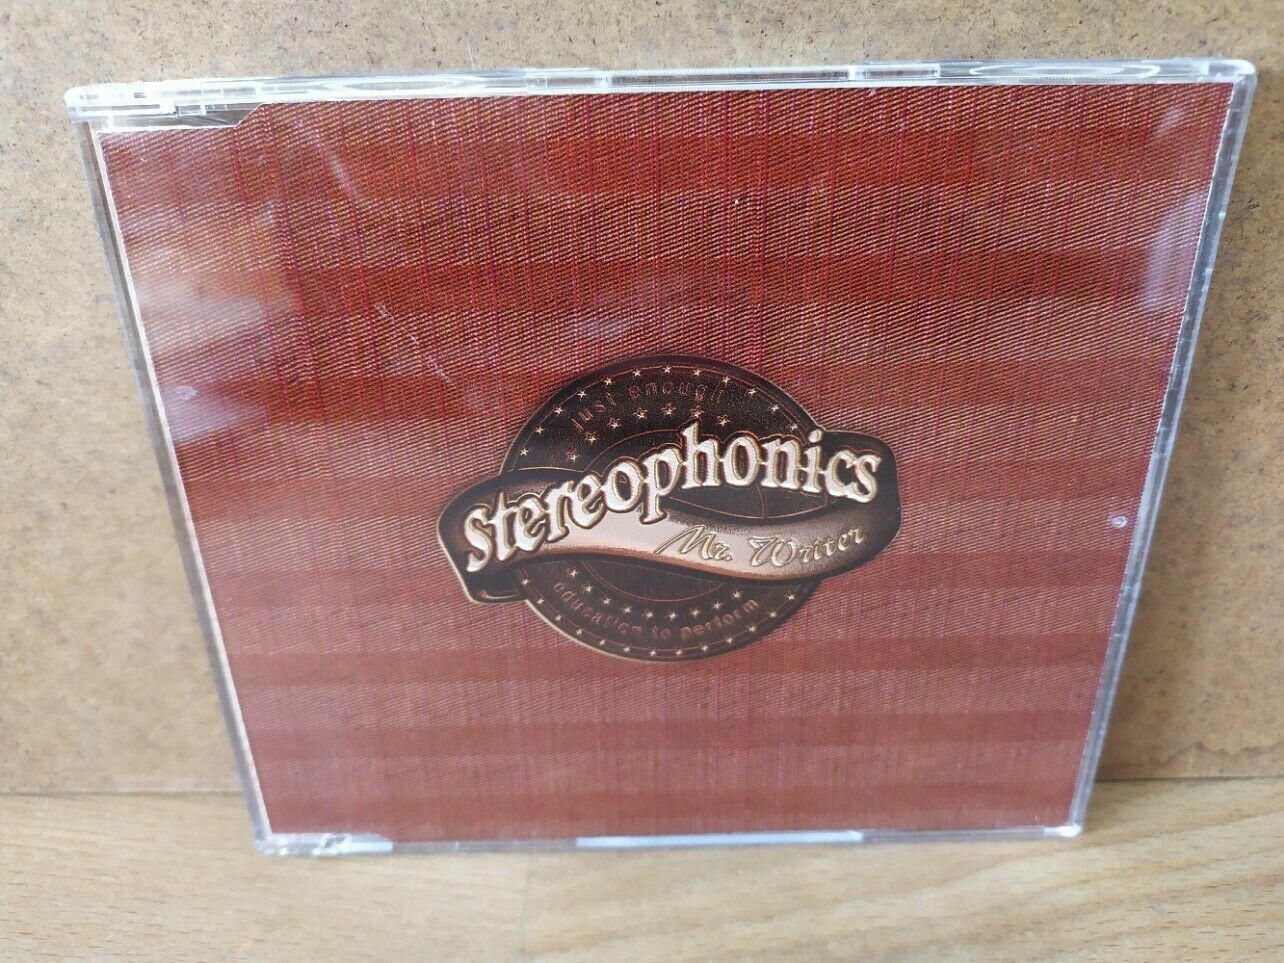 just enough
Stereophonics
Mr. Writer
education to perform